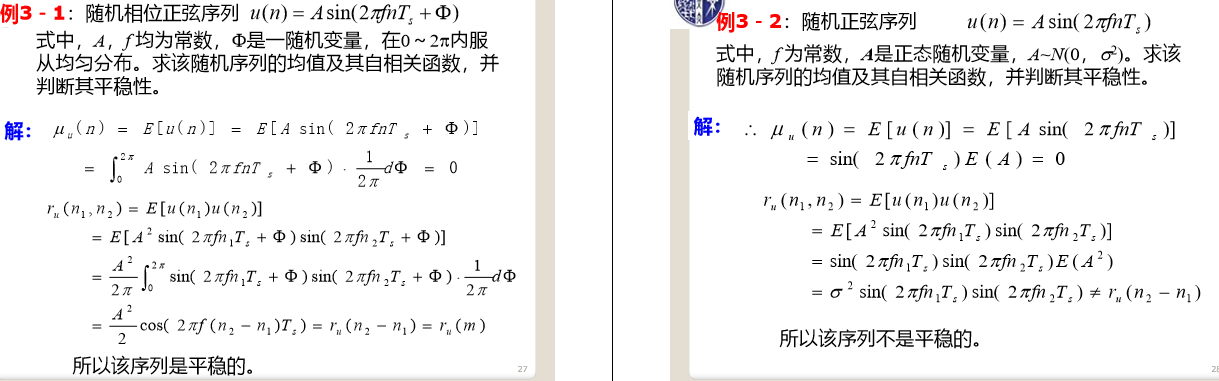 例3-1：随机相位正弦序列 u(n) = A sin(2πfnT_s + Φ)
式中，A，f 均为常数，Φ是一随机变量，在0～2π内服
从均匀分布。求该随机序列的均值及其自相关函数，并
判断其平稳性。
解： μ_u(n) = E[u(n)] = E[A sin( 2πfnT_s + Φ)]
= ∫_0^{2π} A sin( 2πfnT_s + Φ) · \frac{1}{2π} dΦ = 0
r_u(n_1,n_2) = E[u(n_1)u(n_2)]
= E[A^2 sin( 2πfn_1T_s + Φ) sin( 2πfn_2T_s + Φ)]
= \frac{A^2}{2π} ∫_0^{2π} sin( 2πfn_1T_s + Φ) sin( 2πfn_2T_s + Φ) · \frac{1}{2π} dΦ
= \frac{A^2}{2} cos( 2πf(n_2 − n_1)T_s) = r_u(n_2 − n_1) = r_u(m)
所以该序列是平稳的。
27
例3-2：随机正弦序列 u(n) = A sin( 2πfnT_s)
式中，f 为常数，A是正态随机变量，A~N(0，σ²)。求该
随机序列的均值及其自相关函数，并判断其平稳性。
解： ∴ μ_u(n) = E[u(n)] = E[A sin( 2πfnT_s)]
= sin( 2πfnT_s)E(A) = 0
r_u(n_1,n_2) = E[u(n_1)u(n_2)]
= E[A^2 sin( 2πfn_1T_s) sin( 2πfn_2T_s)]
= sin( 2πfn_1T_s) sin( 2πfn_2T_s)E(A^2)
= σ^2 sin( 2πfn_1T_s) sin( 2πfn_2T_s) ≠ r_u(n_2 − n_1)
所以该序列不是平稳的。